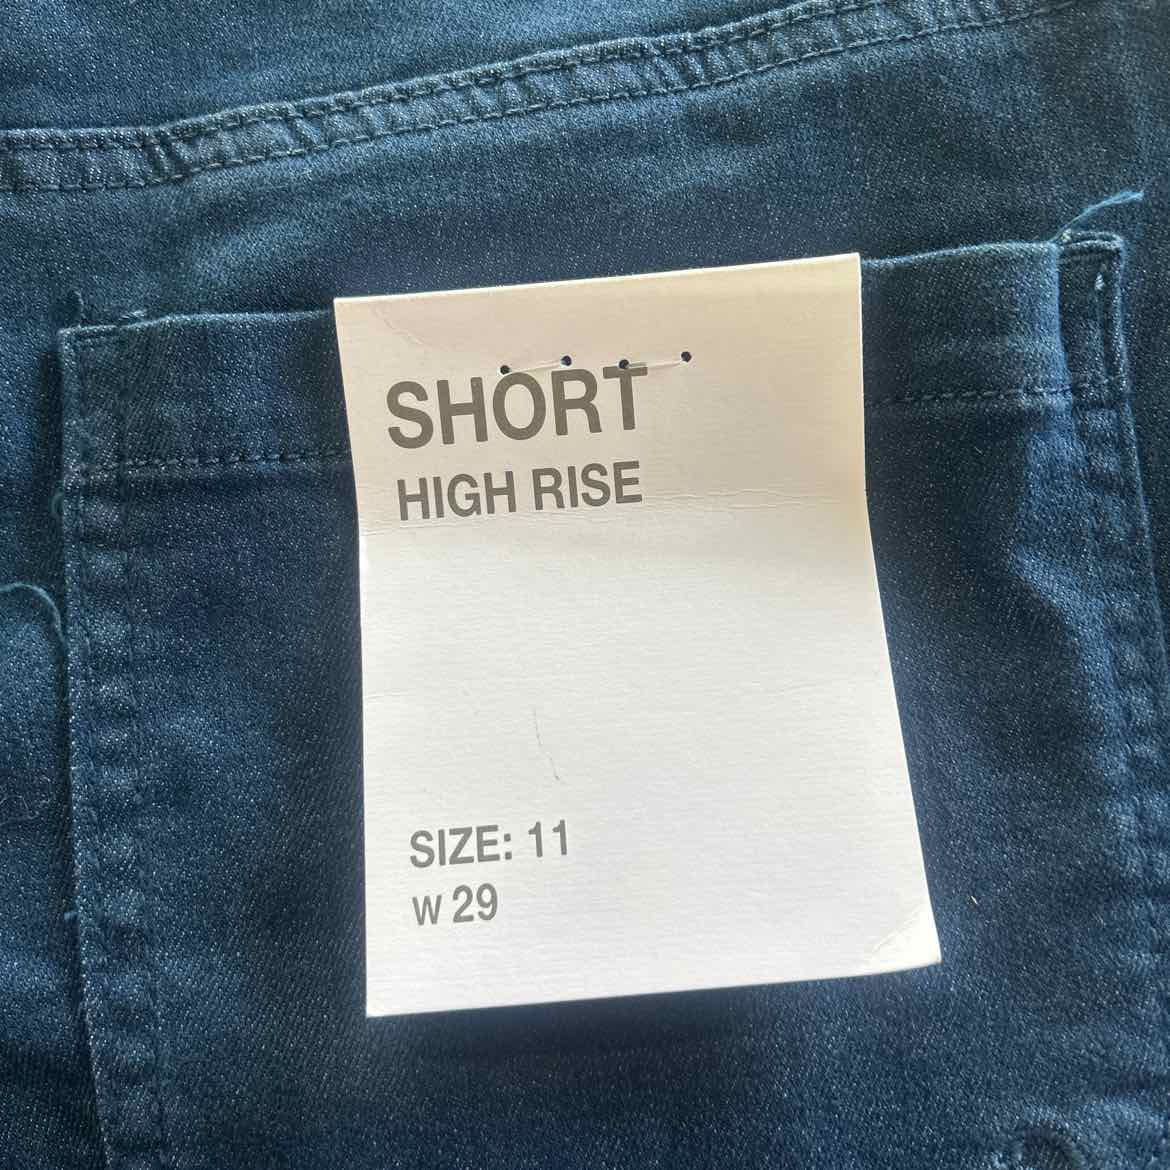 SHORT
HIGH RISE
SIZE: 11
W 29